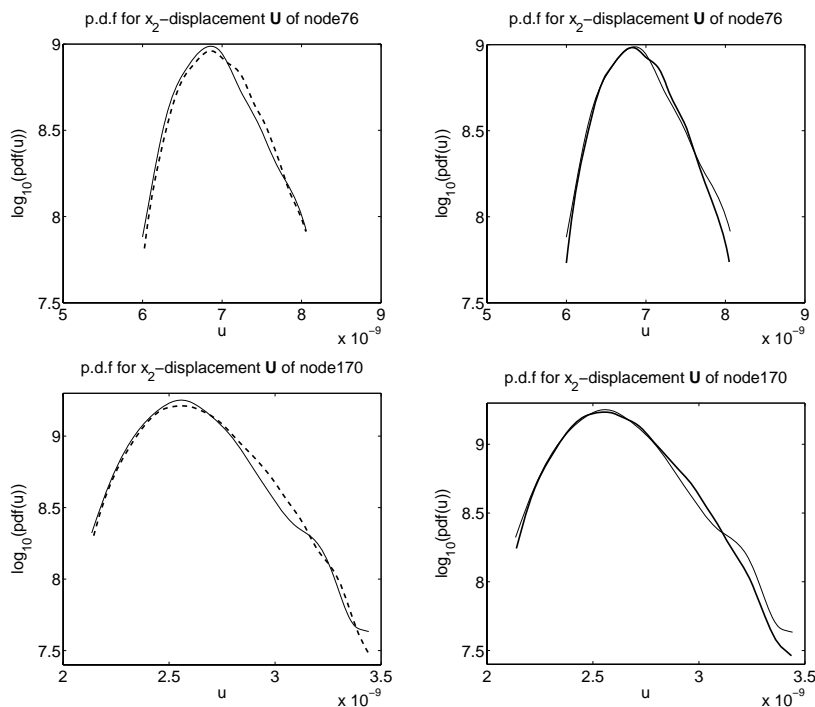 p.d.f for x₂−displacement U of node76
9
8.5
8
7.5
log₁₀(pdf(u))
5 6 7 8 9
u
x 10⁻⁹
p.d.f for x₂−displacement U of node76
9
8.5
8
7.5
log₁₀(pdf(u))
5 6 7 8 9
u
x 10⁻⁹
p.d.f for x₂−displacement U of node170
9
8.5
8
7.5
log₁₀(pdf(u))
2 2.5 3 3.5
u
x 10⁻⁹
p.d.f for x₂−displacement U of node170
9
8.5
8
7.5
log₁₀(pdf(u))
2 2.5 3 3.5
u
x 10⁻⁹